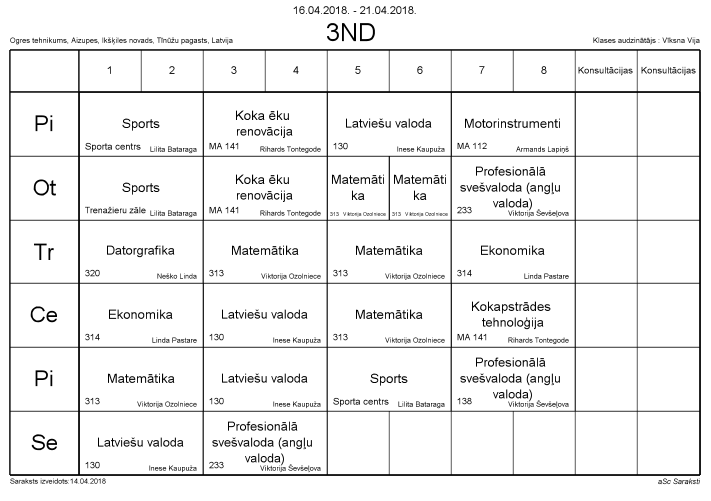 16.04.2018. - 21.04.2018.
3ND
Ogres tehnikums, Aizupes, Ikšķiles novads, Tīnūžu pagasts, Latvija
Klases audzinātājs : Vīksna Vija
1 2 3 4 5 6 7 8 Konsultācijas Konsultācijas
Pi
Sports
Sporta centrs Lilita Bataraga
Koka ēku
renovācija
MA 141 Rihards Tontegode
Latviešu valoda
130 Inese Kaupuža
Motorinstrumenti
MA 112 Armands Lapiņš
Ot
Sports
Trenažieru zāle Lilita Bataraga
Koka ēku
renovācija
MA 141 Rihards Tontegode
Matemāti
ka
313 Viktorija Ozolniece
Matemāti
ka
313 Viktorija Ozolniece
Profesionālā
svešvaloda (angļu
valoda)
233 Viktorija Ševšeļova
Tr
Datorgrafika
320 Neško Linda
Matemātika
313 Viktorija Ozolniece
Matemātika
313 Viktorija Ozolniece
Ekonomika
314 Linda Pastare
Ce
Ekonomika
314 Linda Pastare
Latviešu valoda
130 Inese Kaupuža
Matemātika
313 Viktorija Ozolniece
Kokapstrādes
tehnoloģija
MA 141 Rihards Tontegode
Pi
Matemātika
313 Viktorija Ozolniece
Latviešu valoda
130 Inese Kaupuža
Sports
Sporta centrs Lilita Bataraga
Profesionālā
svešvaloda (angļu
valoda)
138 Viktorija Ševšeļova
Se
Latviešu valoda
130 Inese Kaupuža
Profesionālā
svešvaloda (angļu
valoda)
233 Viktorija Ševšeļova
Saraksts izveidots:14.04.2018
aSc Saraksti